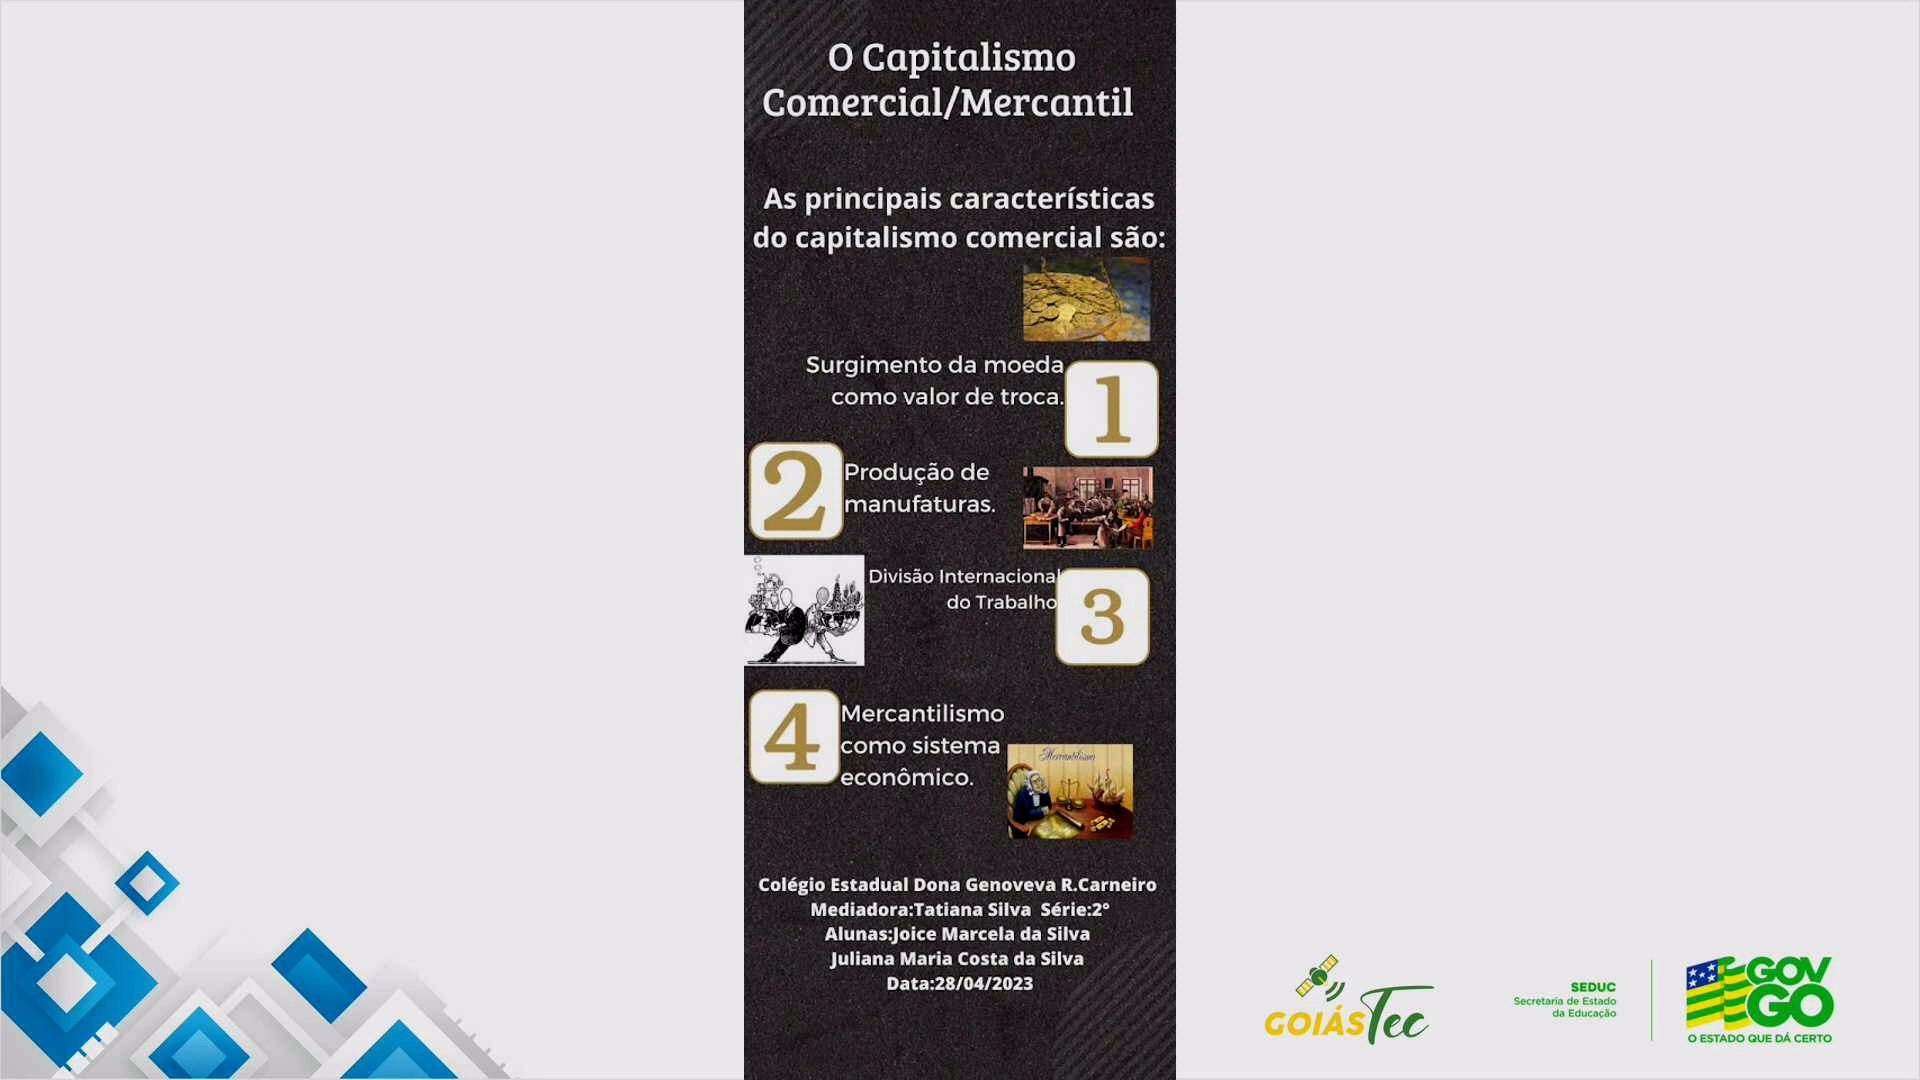 O Capitalismo
Comercial/Mercantil
As principais características
do capitalismo comercial são:
Surgimento da moeda
como valor de troca.
1
2
Produção de
manufaturas.
Divisão Internacional
do Trabalho
3
4
Mercantilismo
como sistema
econômico.
Mercantilismo
Colégio Estadual Dona Genoveva R.Carneiro
Mediadora:Tatiana Silva Série:2°
Alunas:Joice Marcela da Silva
Juliana Maria Costa da Silva
Data:28/04/2023
GOIÁSTec
SEDUC
Secretaria de Estado
da Educação
GOV
GO
O ESTADO QUE DÁ CERTO